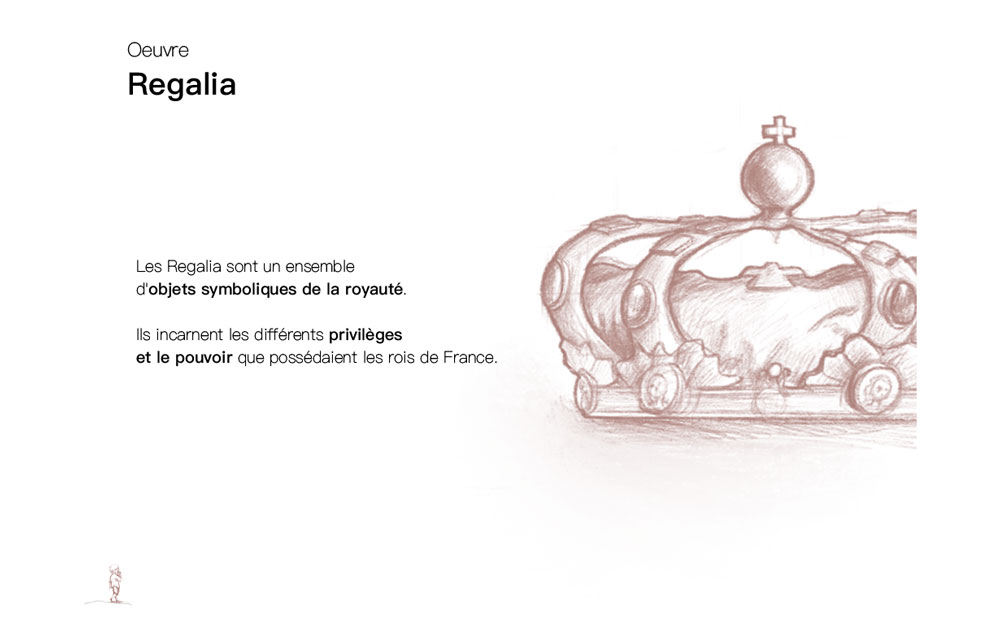 Oeuvre
Regalia
Les Regalia sont un ensemble
d'objets symboliques de la royauté.
Ils incarnent les différents privilèges
et le pouvoir que possédaient les rois de France.